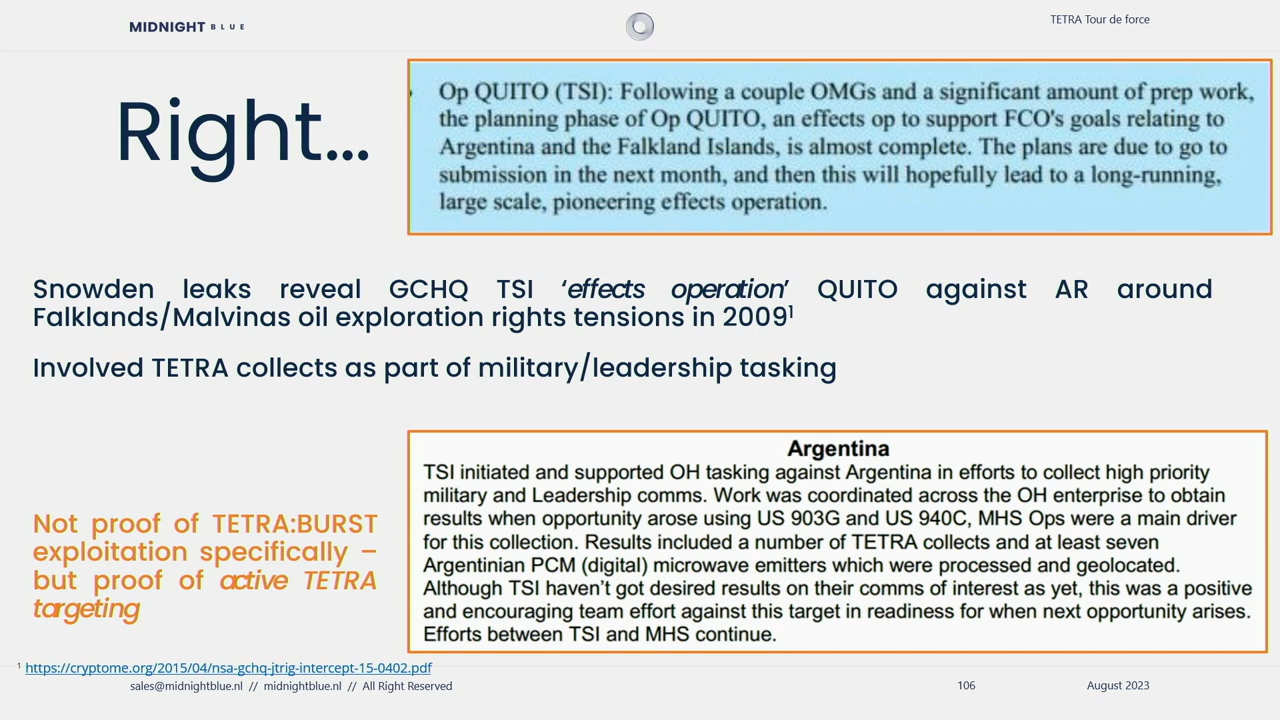 MIDNIGHT BLUE
TETRA Tour de force
Right...
Op QUITO (TSI): Following a couple OMGs and a significant amount of prep work,
the planning phase of Op QUITO, an effects op to support FCO's goals relating to
Argentina and the Falkland Islands, is almost complete. The plans are due to go to
submission in the next month, and then this will hopefully lead to a long-running,
large scale, pioneering effects operation.
Snowden leaks reveal GCHQ TSI ‘effects operation’ QUITO against AR around
Falklands/Malvinas oil exploration rights tensions in 2009¹
Involved TETRA collects as part of military/leadership tasking
Argentina
TSI initiated and supported OH tasking against Argentina in efforts to collect high priority
military and Leadership comms. Work was coordinated across the OH enterprise to obtain
results when opportunity arose using US 903G and US 940C, MHS Ops were a main driver
for this collection. Results included a number of TETRA collects and at least seven
Argentinian PCM (digital) microwave emitters which were processed and geolocated.
Although TSI haven't got desired results on their comms of interest as yet, this was a positive
and encouraging team effort against this target in readiness for when next opportunity arises.
Efforts between TSI and MHS continue.
Not proof of TETRA:BURST
exploitation specifically –
but proof of active TETRA
targeting
¹ https://cryptome.org/2015/04/nsa-gchq-jtrig-intercept-15-0402.pdf
sales@midnightblue.nl // midnightblue.nl // All Right Reserved
106
August 2023